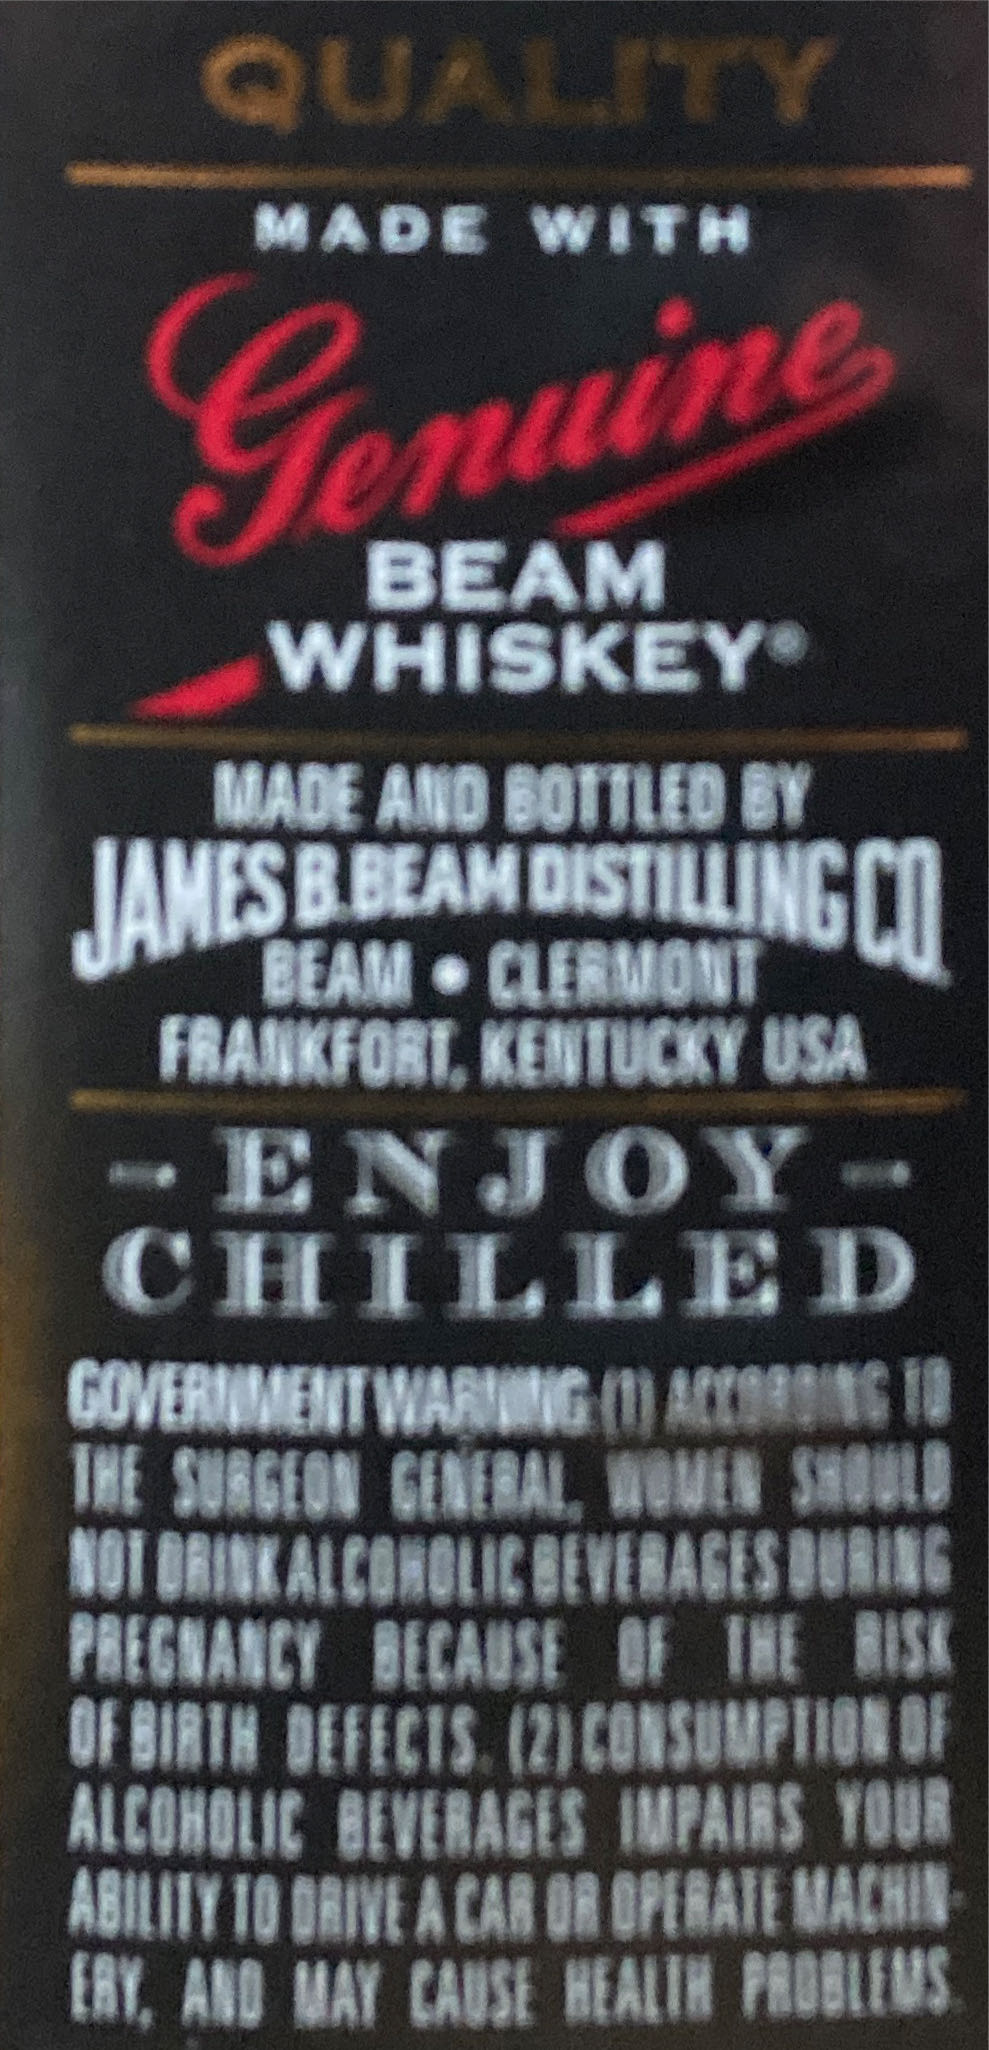 QUALITY
MADE WITH
Genuine
BEAM
WHISKEY®
MADE AND BOTTLED BY
JAMES B. BEAM DISTILLING CO.
BEAM • CLERMONT
FRANKFORT, KENTUCKY USA
- ENJOY -
CHILLED
GOVERNMENT WARNING: (1) ACCORDING TO
THE SURGEON GENERAL, WOMEN SHOULD
NOT DRINK ALCOHOLIC BEVERAGES DURING
PREGNANCY BECAUSE OF THE RISK
OF BIRTH DEFECTS. (2) CONSUMPTION OF
ALCOHOLIC BEVERAGES IMPAIRS YOUR
ABILITY TO DRIVE A CAR OR OPERATE MACHIN-
ERY, AND MAY CAUSE HEALTH PROBLEMS.